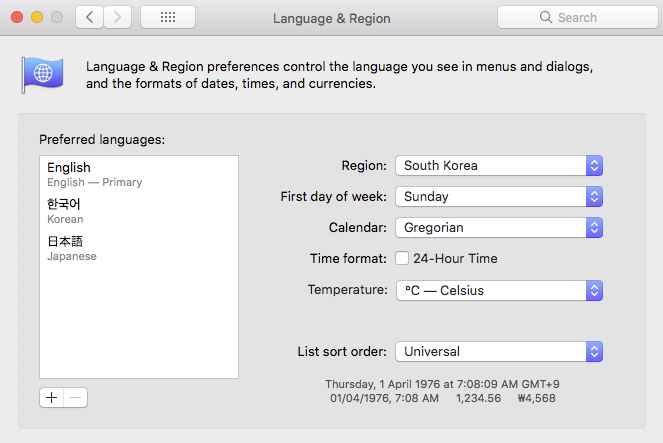 Language & Region
Search
Language & Region preferences control the language you see in menus and dialogs,
and the formats of dates, times, and currencies.
Preferred languages:
English
English — Primary
한국어
Korean
日本語
Japanese
Region: South Korea
First day of week: Sunday
Calendar: Gregorian
Time format: 24-Hour Time
Temperature: °C — Celsius
List sort order: Universal
Thursday, 1 April 1976 at 7:08:09 AM GMT+9
01/04/1976, 7:08 AM 1,234.56 ₩4,568